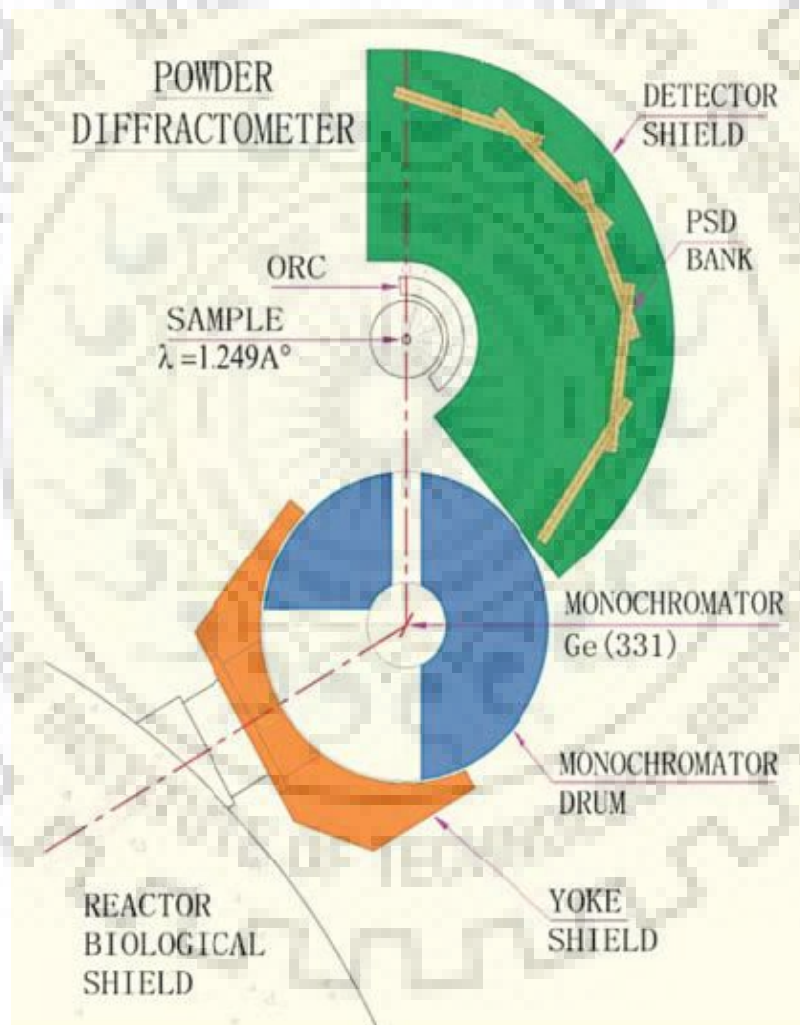 POWDER
DIFFRACTOMETER
DETECTOR
SHIELD
PSD
BANK
ORC
SAMPLE
λ=1.249A°
MONOCHROMATOR
Ge(331)
MONOCHROMATOR
DRUM
YOKE
SHIELD
REACTOR
BIOLOGICAL
SHIELD